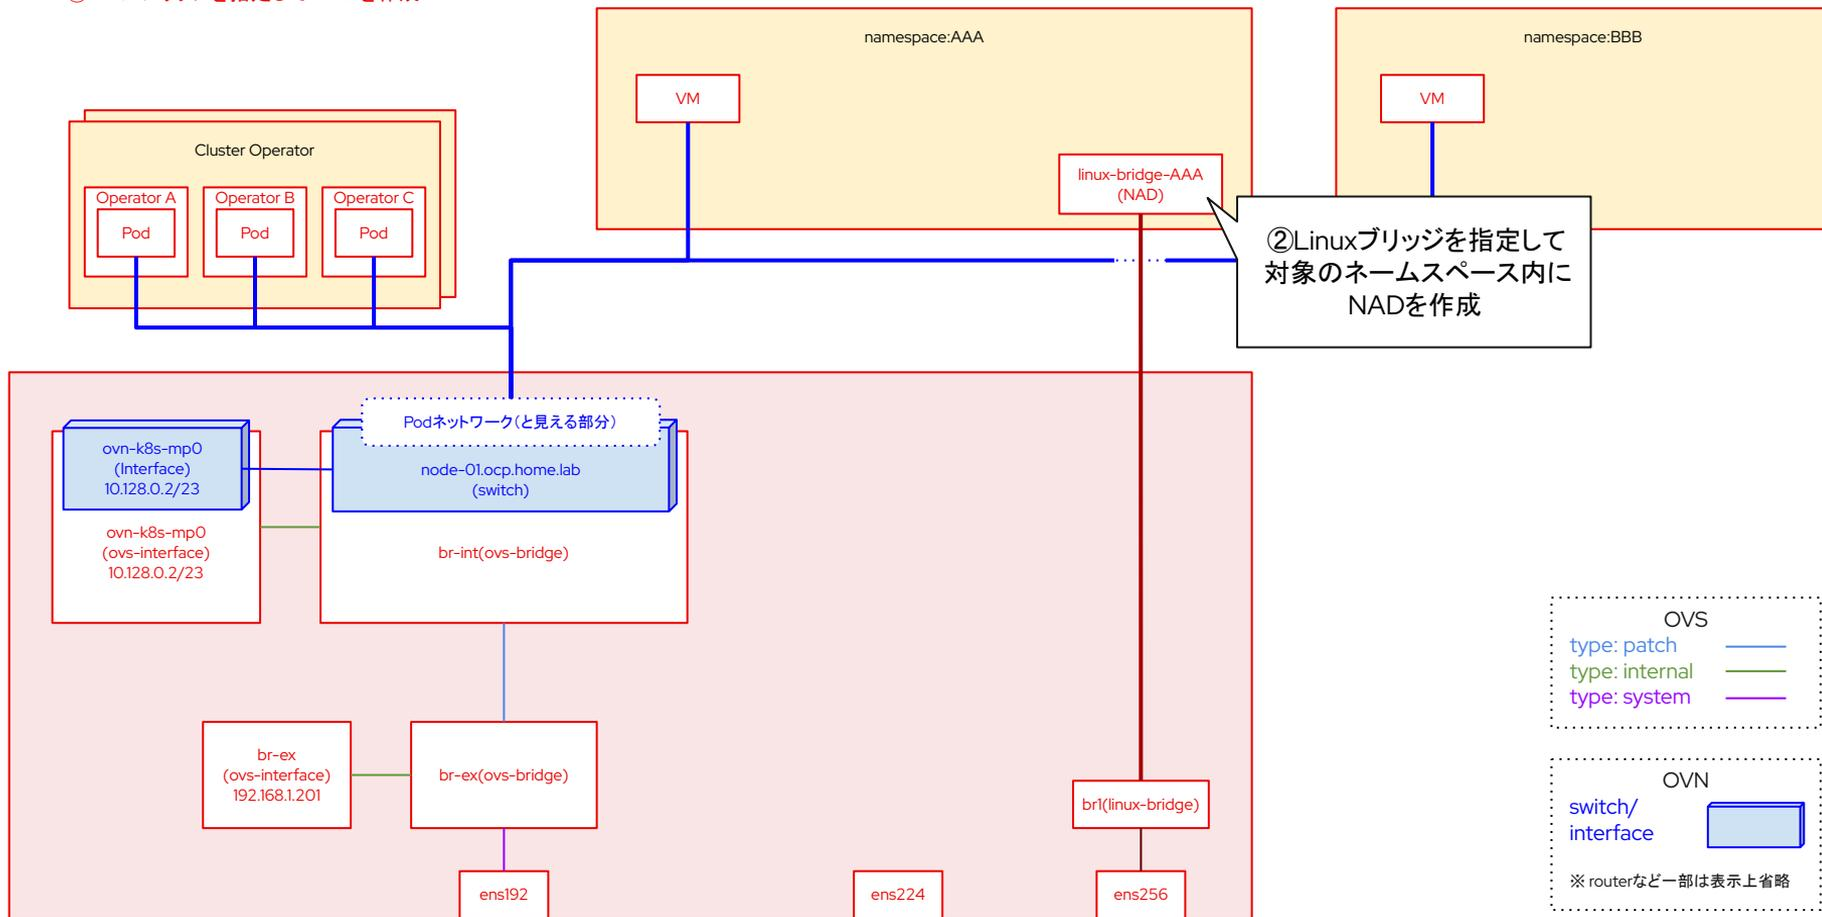 namespace:AAA
namespace:BBB
VM
VM
Cluster Operator
linux-bridge-AAA
(NAD)
Operator A
Operator B
Operator C
Pod
Pod
Pod
②Linuxブリッジを指定して
対象のネームスペース内に
NADを作成
Podネットワーク(と見える部分)
ovn-k8s-mp0
(Interface)
10.128.0.2/23
node-01.ocp.home.lab
(switch)
ovn-k8s-mp0
(ovs-interface)
10.128.0.2/23
br-int(ovs-bridge)
OVS
type: patch
type: internal
type: system
br-ex
(ovs-interface)
192.168.1.201
br-ex(ovs-bridge)
br1(linux-bridge)
OVN
switch/
interface
※ routerなど一部は表示上省略
ens192
ens224
ens256